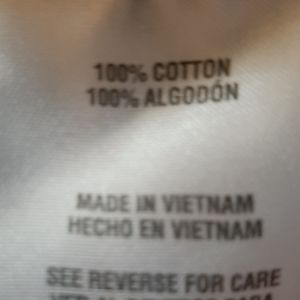 100% COTTON
100% ALGODÓN
MADE IN VIETNAM
HECHO EN VIETNAM
SEE REVERSE FOR CARE